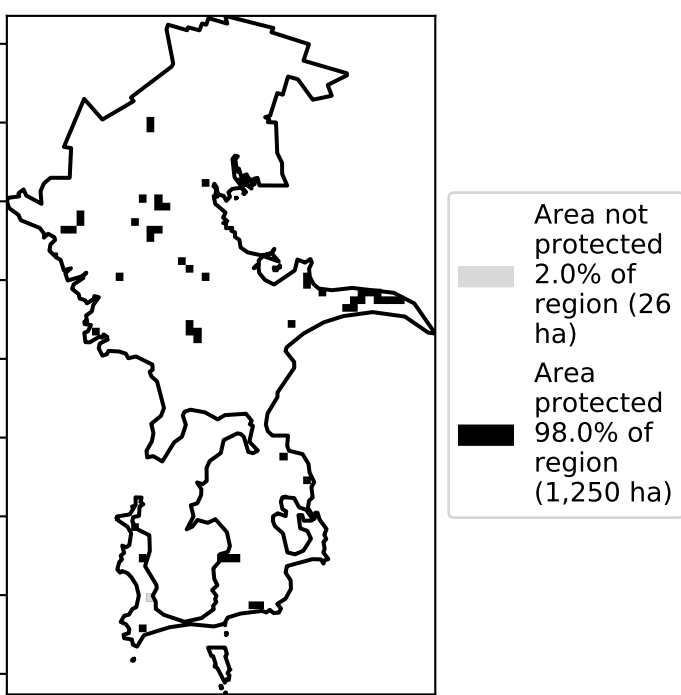 Area not
protected
2.0% of
region (26
ha)
Area
protected
98.0% of
region
(1,250 ha)